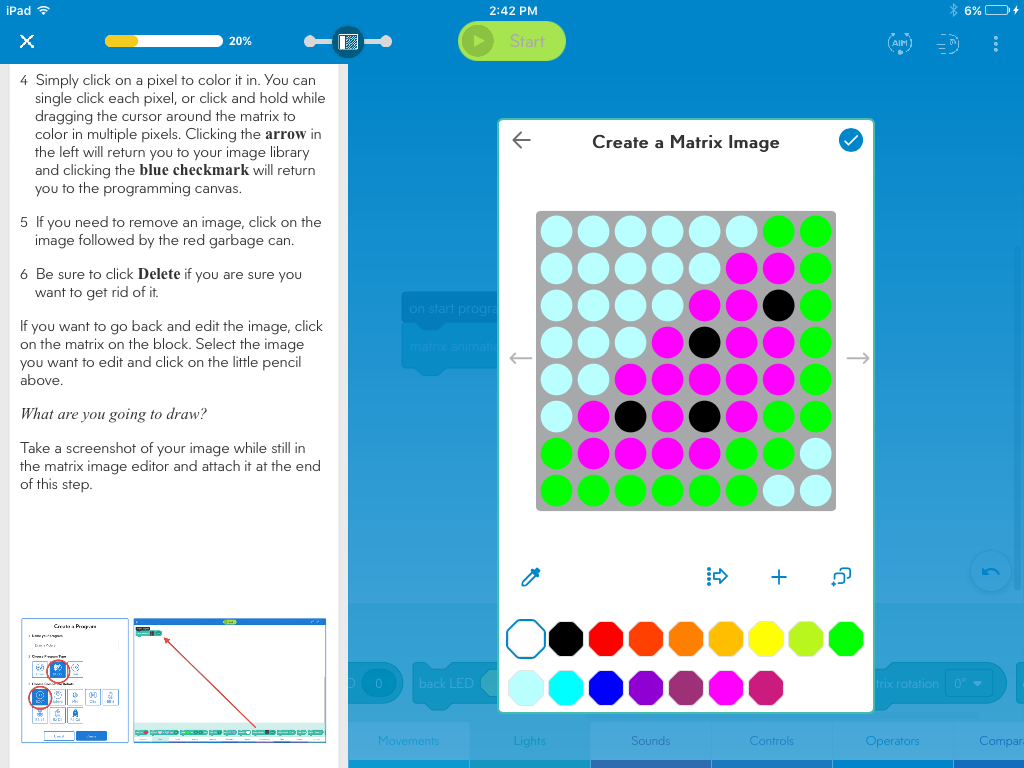 iPad 2:42 PM 6%
20% Start AIM
4 Simply click on a pixel to color it in. You can
single click each pixel, or click and hold while
dragging the cursor around the matrix to
color in multiple pixels. Clicking the arrow in
the left will return you to your image library
and clicking the blue checkmark will return
you to the programming canvas.
5 If you need to remove an image, click on the
image followed by the red garbage can.
6 Be sure to click Delete if you are sure you
want to get rid of it.
If you want to go back and edit the image, click
on the matrix on the block. Select the image
you want to edit and click on the little pencil
above.
What are you going to draw?
Take a screenshot of your image while still in
the matrix image editor and attach it at the end
of this step.
Create a Program
Create a Matrix Image
on start progra
matrix animati
0 back LED
trix rotation 0°
Movements Lights Sounds Controls Operators Compar